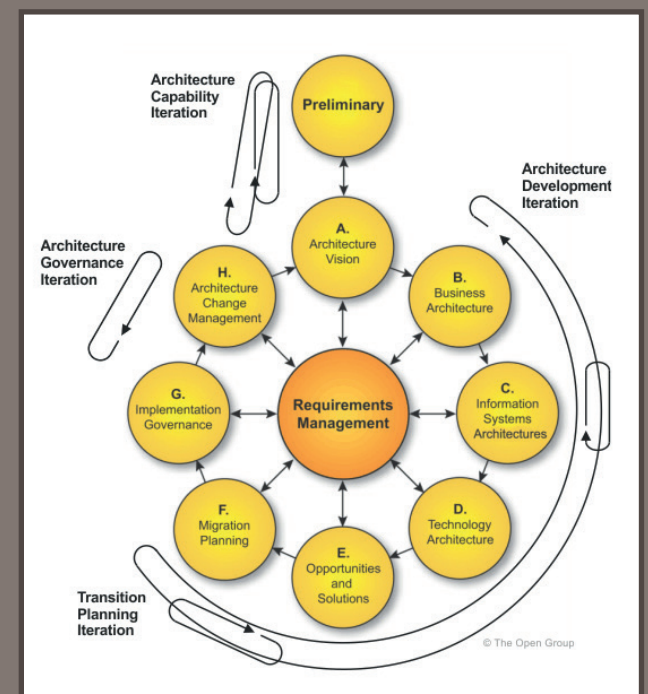 Architecture
Capability
Iteration
Preliminary
Architecture
Development
Iteration
A.
Architecture
Vision
Architecture
Governance
Iteration
H.
Architecture
Change
Management
B.
Business
Architecture
G.
Implementation
Governance
Requirements
Management
C.
Information
Systems
Architectures
F.
Migration
Planning
D.
Technology
Architecture
E.
Opportunities
and
Solutions
Transition
Planning
Iteration
© The Open Group